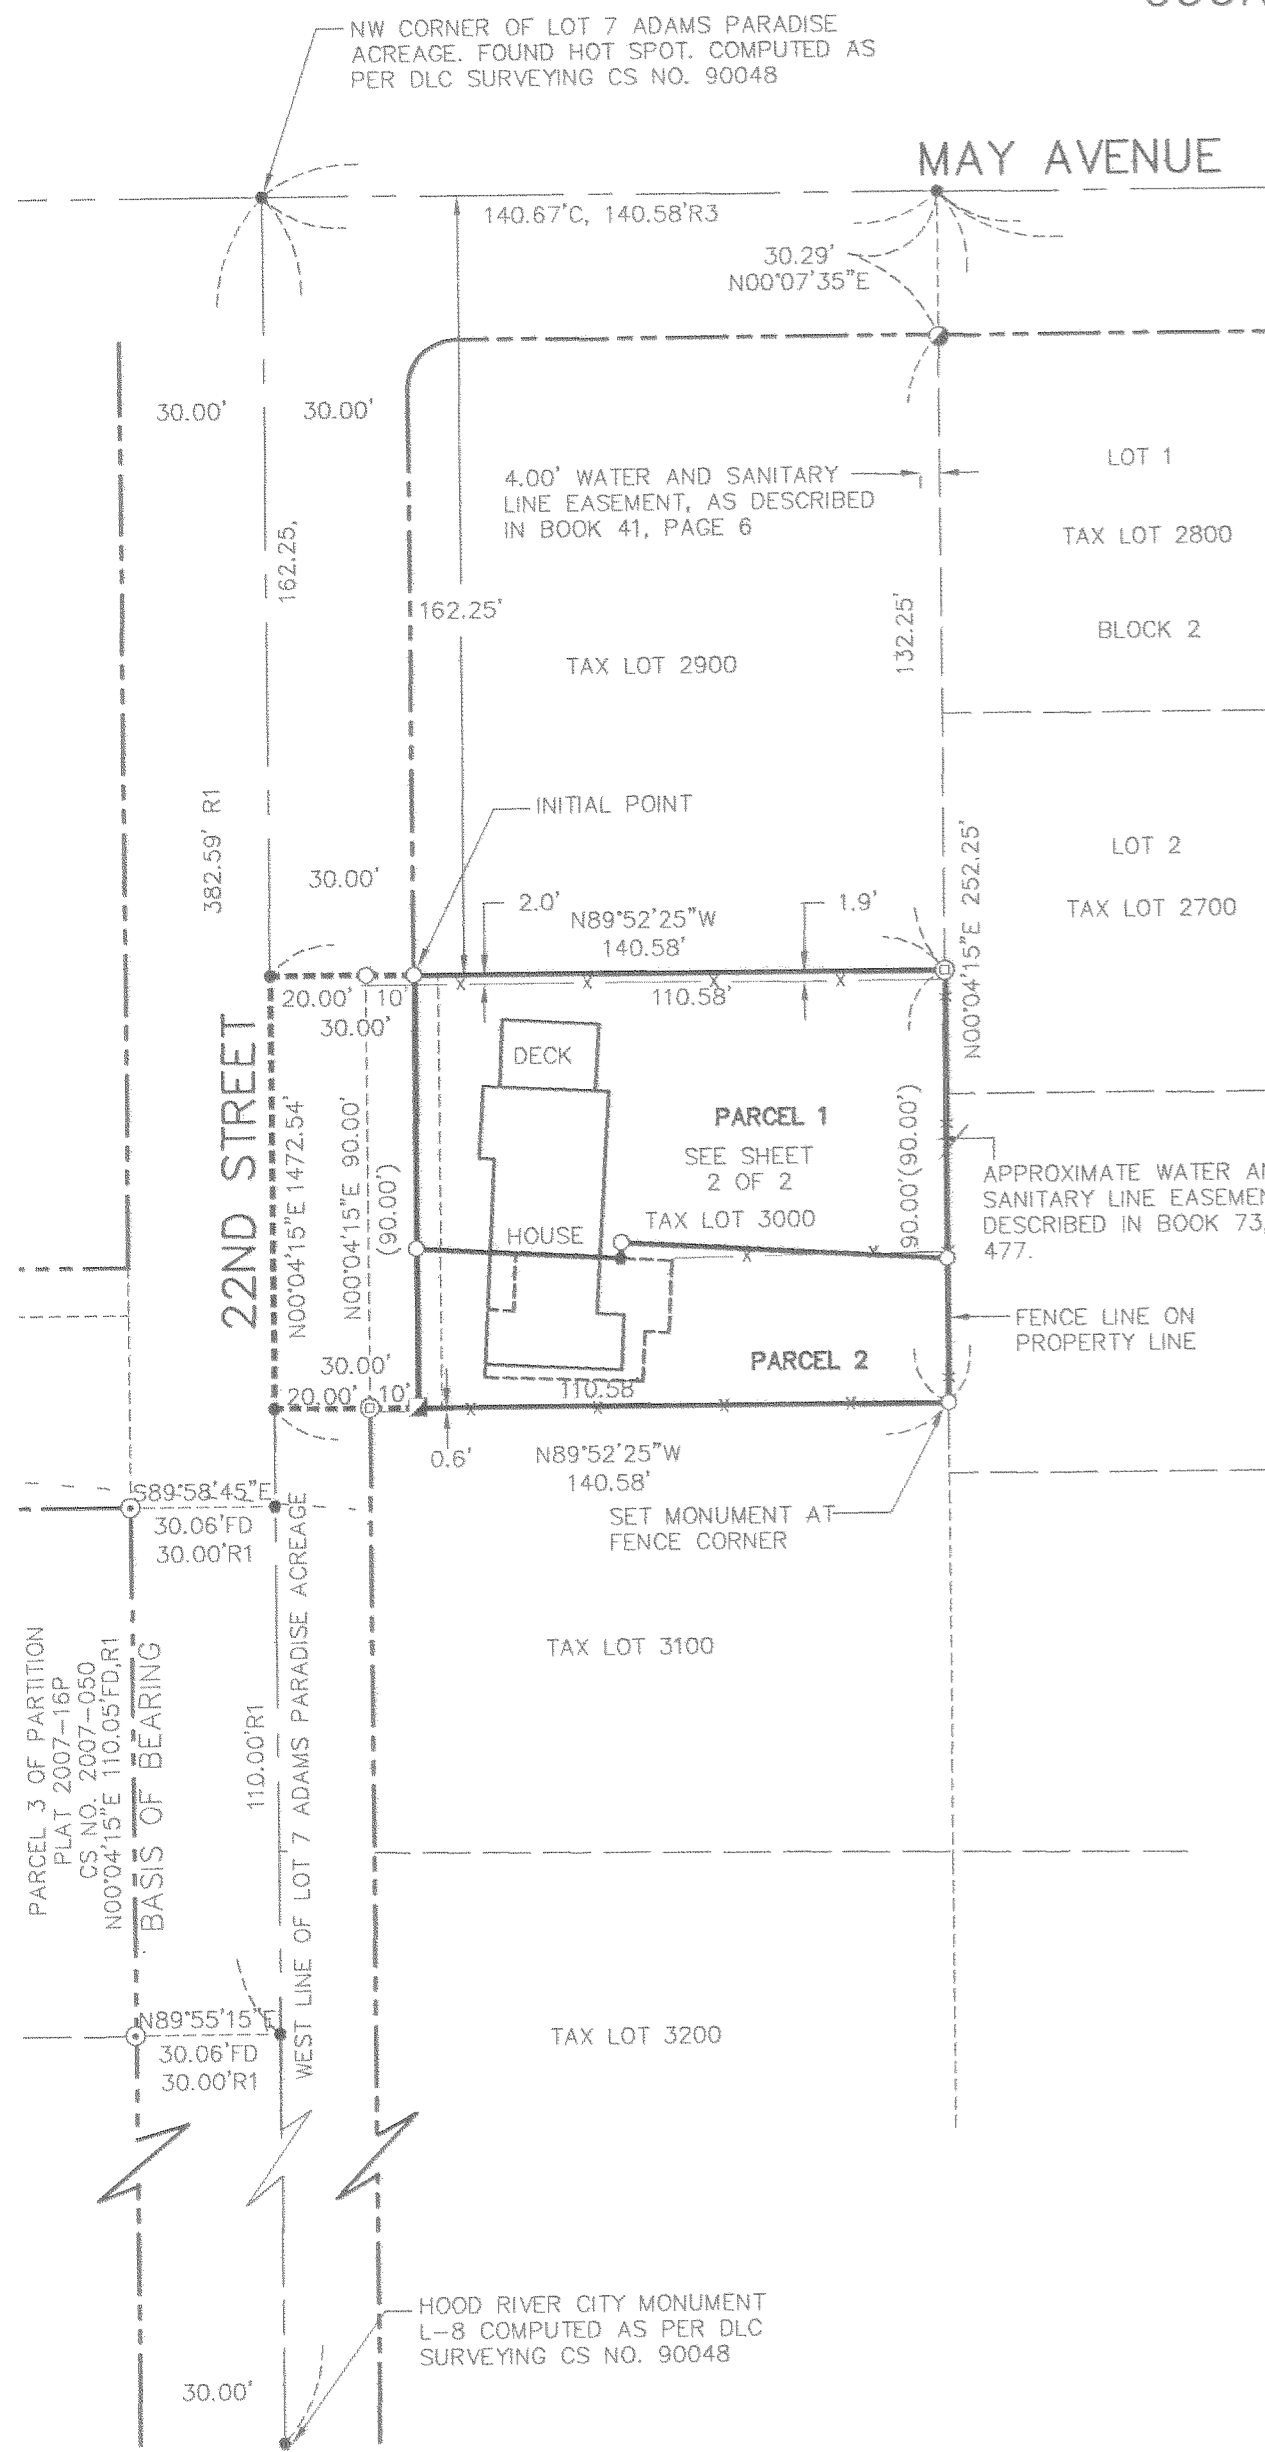 NW CORNER OF LOT 7 ADAMS PARADISE
ACREAGE. FOUND HOT SPOT. COMPUTED AS
PER DLC SURVEYING CS NO. 90048
MAY AVENUE
140.67'C, 140.58'R3
30.29'
N00°07'35"E
30.00'
30.00'
4.00' WATER AND SANITARY
LINE EASEMENT, AS DESCRIBED
IN BOOK 41, PAGE 6
LOT 1
TAX LOT 2800
BLOCK 2
162.25,
162.25'
132.25'
TAX LOT 2900
382.59' R1
INITIAL POINT
N00°04'15"E 252.25'
LOT 2
TAX LOT 2700
30.00'
2.0'
N89°52'25"W
140.58'
1.9'
20.00'
10'
30.00'
110.58'
22ND STREET
N00°04'15"E 1472.54'
N00°04'15"E 90.00'
(90.00')
DECK
PARCEL 1
SEE SHEET
2 OF 2
TAX LOT 3000
HOUSE
90.00'(90.00')
APPROXIMATE WATER
SANITARY LINE
DESCRIBED IN BOOK 73,
477.
FENCE LINE ON
PROPERTY LINE
PARCEL 2
30.00'
20.00'
10'
110.58'
0.6'
N89°52'25"W
140.58'
SET MONUMENT AT
FENCE CORNER
S89°58'45"E
30.06'FD
30.00'R1
PARCEL 3 OF PARTITION
PLAT 2007-16P
CS NO. 2007-050
N00°04'15"E 110.05'FD,R1
BASIS OF BEARING
110.00'R1
WEST LINE OF LOT 7 ADAMS PARADISE ACREAGE
TAX LOT 3100
N89°55'15"E
30.06'FD
30.00'R1
TAX LOT 3200
HOOD RIVER CITY MONUMENT
L-8 COMPUTED AS PER DLC
SURVEYING CS NO. 90048
30.00'